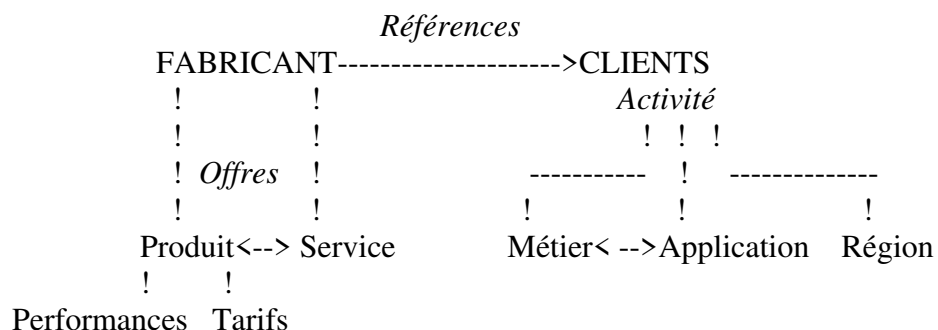 Références
FABRICANT--------------------->CLIENTS
! ! Activité
! ! ! ! !
! Offres ! ----------- ! --------------
! ! ! ! !
Produit<--> Service Métier< -->Application Région
! !
Performances Tarifs